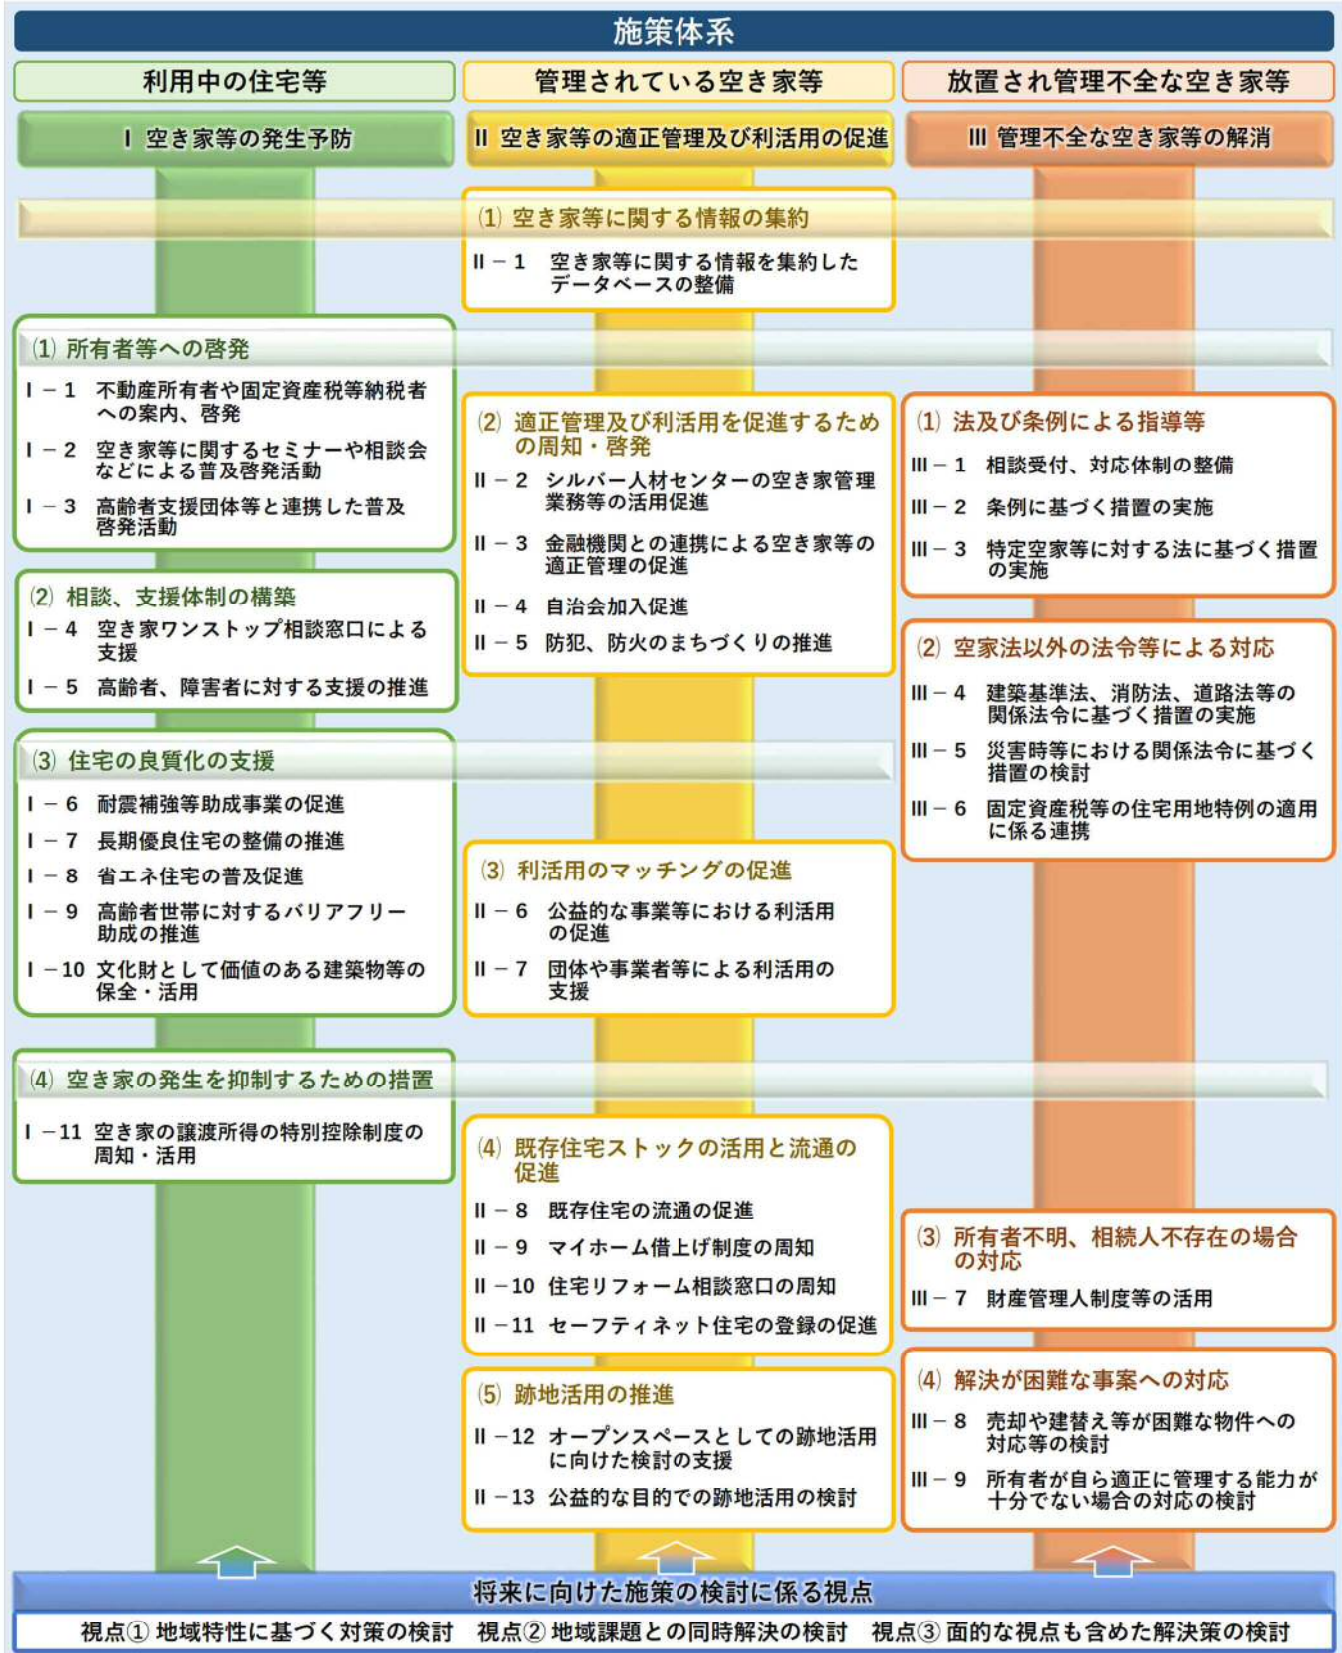 施策体系
利用中の住宅等
Ⅰ 空き家等の発生予防
⑴ 所有者等への啓発
Ⅰ－1 不動産所有者や固定資産税等納税者
への案内、啓発
Ⅰ－2 空き家等に関するセミナーや相談会
などによる普及啓発活動
Ⅰ－3 高齢者支援団体等と連携した普及
啓発活動
⑵ 相談、支援体制の構築
Ⅰ－4 空き家ワンストップ相談窓口による
支援
Ⅰ－5 高齢者、障害者に対する支援の推進
⑶ 住宅の良質化の支援
Ⅰ－6 耐震補強等助成事業の促進
Ⅰ－7 長期優良住宅の整備の推進
Ⅰ－8 省エネ住宅の普及促進
Ⅰ－9 高齢者世帯に対するバリアフリー
助成の推進
Ⅰ－10 文化財として価値のある建築物等の
保全・活用
⑷ 空き家の発生を抑制するための措置
Ⅰ－11 空き家の譲渡所得の特別控除制度の
周知・活用
管理されている空き家等
Ⅱ 空き家等の適正管理及び利活用の促進
⑴ 空き家等に関する情報の集約
Ⅱ－1 空き家等に関する情報を集約した
データベースの整備
⑵ 適正管理及び利活用を促進するため
の周知・啓発
Ⅱ－2 シルバー人材センターの空き家管理
業務等の活用促進
Ⅱ－3 金融機関との連携による空き家等の
適正管理の促進
Ⅱ－4 自治会加入促進
Ⅱ－5 防犯、防火のまちづくりの推進
⑶ 利活用のマッチングの促進
Ⅱ－6 公益的な事業等における利活用
の促進
Ⅱ－7 団体や事業者等による利活用の
支援
⑷ 既存住宅ストックの活用と流通の
促進
Ⅱ－8 既存住宅の流通の促進
Ⅱ－9 マイホーム借上げ制度の周知
Ⅱ－10 住宅リフォーム相談窓口の周知
Ⅱ－11 セーフティネット住宅の登録の促進
⑸ 跡地活用の推進
Ⅱ－12 オープンスペースとしての跡地活用
に向けた検討の支援
Ⅱ－13 公益的な目的での跡地活用の検討
放置され管理不全な空き家等
Ⅲ 管理不全な空き家等の解消
⑴ 法及び条例による指導等
Ⅲ－1 相談受付、対応体制の整備
Ⅲ－2 条例に基づく措置の実施
Ⅲ－3 特定空家等に対する法に基づく措置
の実施
⑵ 空家法以外の法令等による対応
Ⅲ－4 建築基準法、消防法、道路法等の
関係法令に基づく措置の実施
Ⅲ－5 災害時等における関係法令に基づく
措置の検討
Ⅲ－6 固定資産税等の住宅用地特例の適用
に係る連携
⑶ 所有者不明、相続人不存在の場合
の対応
Ⅲ－7 財産管理人制度等の活用
⑷ 解決が困難な事案への対応
Ⅲ－8 売却や建替え等が困難な物件への
対応等の検討
Ⅲ－9 所有者が自ら適正に管理する能力が
十分でない場合の対応の検討
将来に向けた施策の検討に係る視点
視点① 地域特性に基づく対策の検討 視点② 地域課題との同時解決の検討 視点③ 面的な視点も含めた解決策の検討